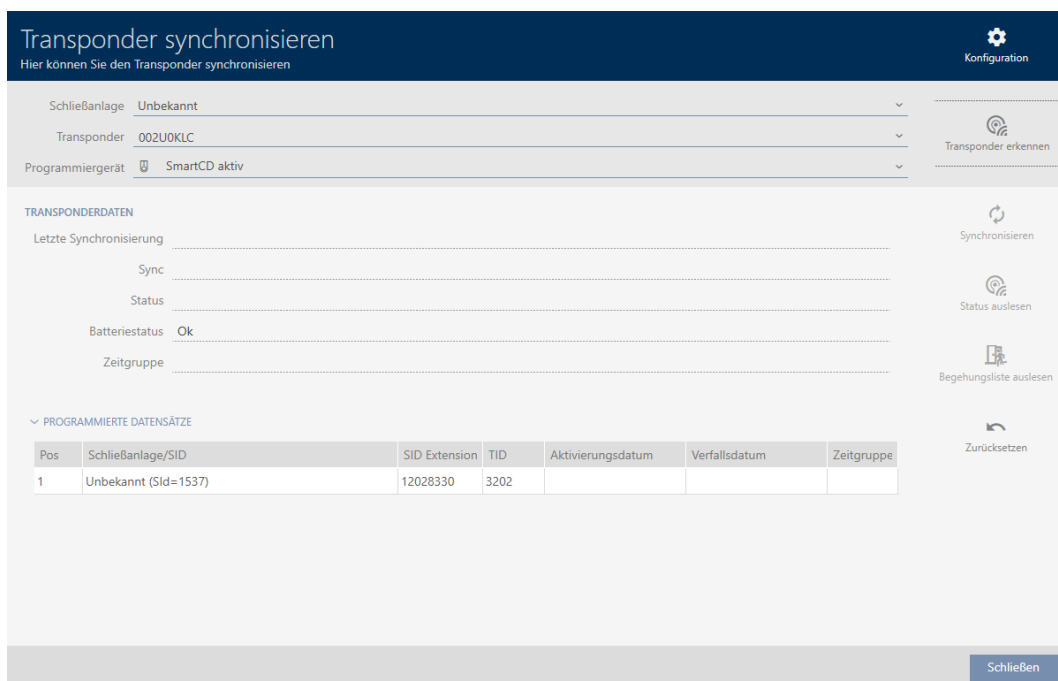 Transponder synchronisieren
Hier können Sie den Transponder synchronisieren
Konfiguration
Schließanlage Unbekannt
Transponder 002U0KLC
Programmiergerät SmartCD aktiv
Transponder erkennen
TRANSPONDERDATEN
Letzte Synchronisierung
Sync
Status
Batteriestatus Ok
Zeitgruppe
Synchronisieren
Status auslesen
Begehungsliste auslesen
Zurücksetzen
PROGRAMMIERTE DATENSÄTZE
Pos Schließanlage/SID SID Extension TID Aktivierungsdatum Verfallsdatum Zeitgruppe
1 Unbekannt (SId=1537) 12028330 3202
Schließen